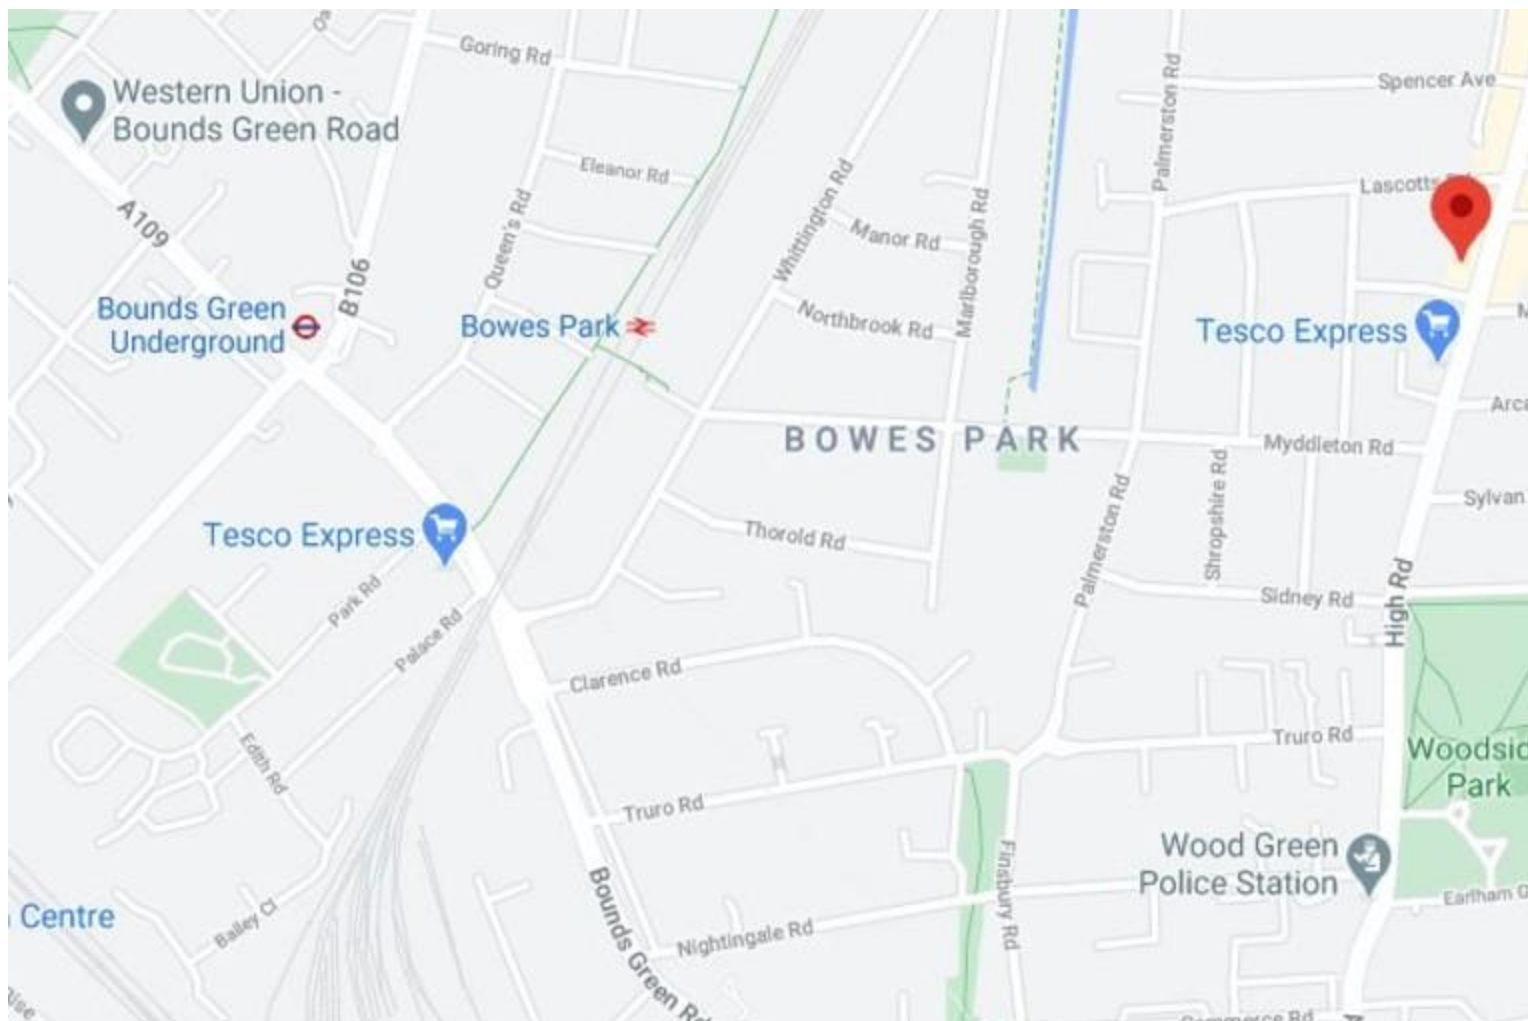 Goring Rd
Western Union -
Bounds Green Road
Spencer Ave
Palmerston Rd
Eleanor Rd
Lascotts
A109
Queen's Rd
Whittington Rd
Manor Rd
Marlborough Rd
B106
Bounds Green
Underground
Bowes Park
Northbrook Rd
Tesco Express
BOWES PARK
Myddleton Rd
Shropshire Rd
Sylvan
Tesco Express
Thorold Rd
Palmerston Rd
High Rd
Park Rd
Palace Rd
Sidney Rd
Clarence Rd
Edith Rd
Truro Rd
Truro Rd
Park
Wood Green
Police Station
Finsbury Rd
Earlham
Centre
Bailey Cl
Nightingale Rd
Bounds Green Rd